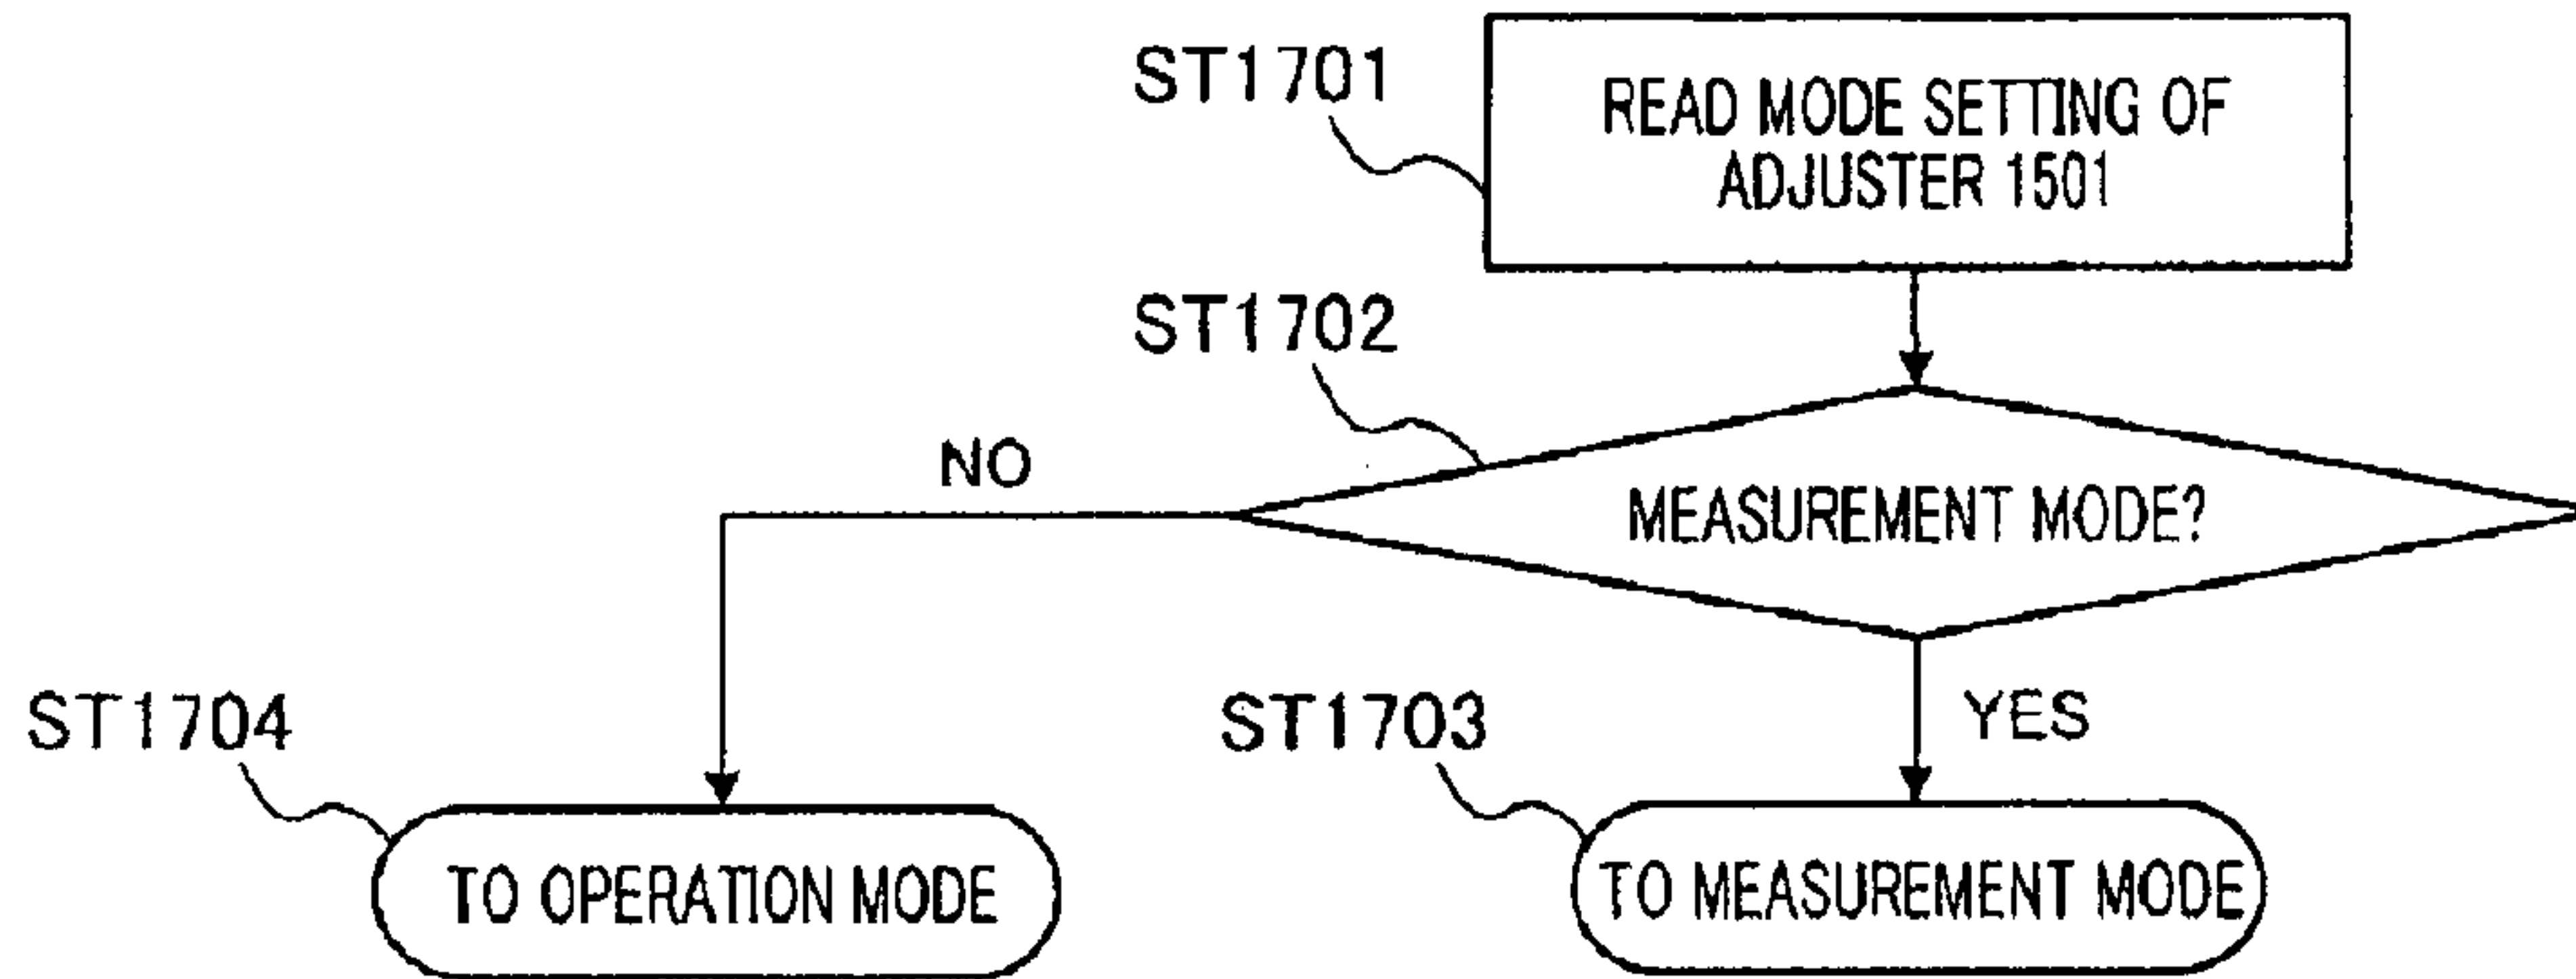 ST1701
READ MODE SETTING OF
ADJUSTER 1501
ST1702
NO
MEASUREMENT MODE?
ST1704
ST1703
YES
TO OPERATION MODE
TO MEASUREMENT MODE